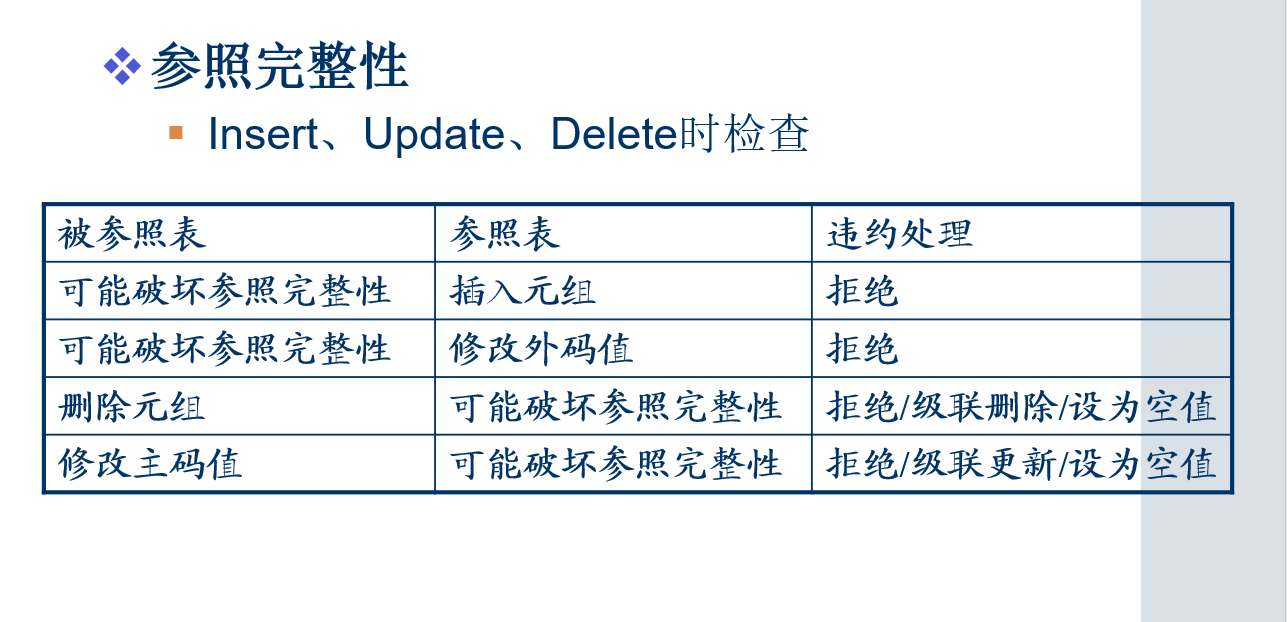 参照完整性
Insert、Update、Delete时检查
被参照表 参照表 违约处理
可能破坏参照完整性 插入元组 拒绝
可能破坏参照完整性 修改外码值 拒绝
删除元组 可能破坏参照完整性 拒绝/级联删除/设为空值
修改主码值 可能破坏参照完整性 拒绝/级联更新/设为空值